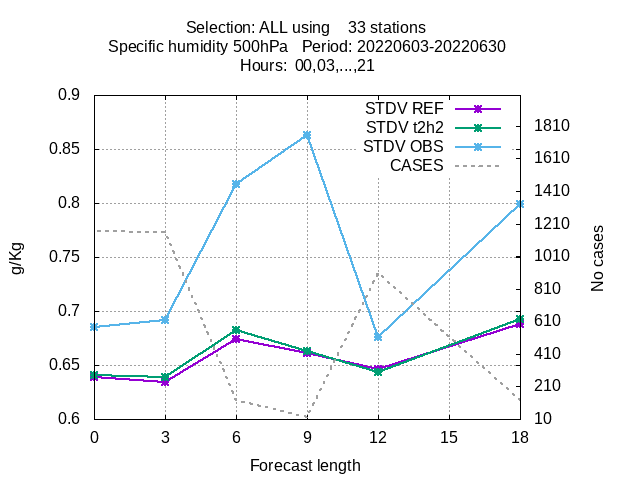 Selection: ALL using    33 stations
Specific humidity 500hPa   Period: 20220603-20220630
Hours:  00,03,...,21
STDV REF
STDV t2h2
STDV OBS
CASES
0.9
0.85
0.8
0.75
0.7
0.65
0.6
g/Kg
1810
1610
1410
1210
1010
810
610
410
210
10
No cases
0 3 6 9 12 15 18
Forecast length